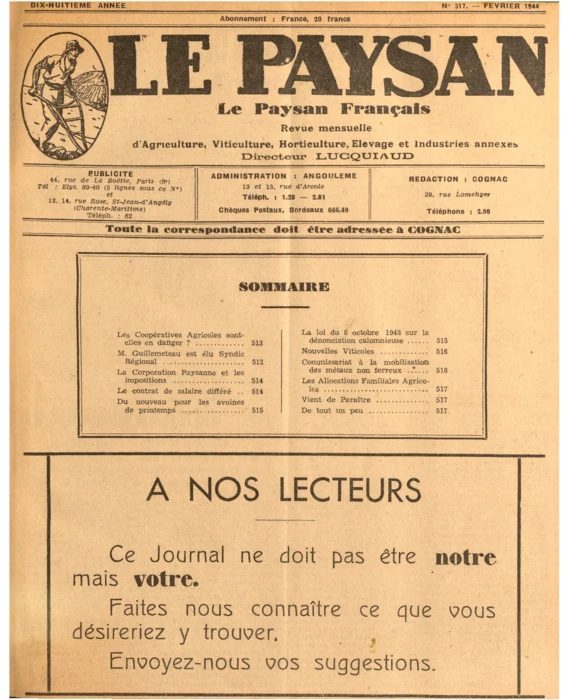 DIX-HUITIEME ANNEE
N° 317. — FEVRIER 1944
Abonnement : France, 20 francs
LE PAYSAN
Le Paysan Français
Revue mensuelle
d'Agriculture, Viticulture, Horticulture, Elevage et Industries annexes
Directeur LUCQUIAUD
PUBLICITE
44, rue de La Boëtie, Paris (8e)
Tél : Elys. 89-40 (5 lignes sous ce N°)
et
12, 14, rue Rose, St-Jean-d'Angély
(Charente-Maritime)
Téléph. : 62
ADMINISTRATION : ANGOULEME
13 et 15, rue d'Arcole
Téleph. : 1.20 — 2.81
Chèques Postaux, Bordeaux 666.49
REDACTION : COGNAC
29, rue Lomeyer
Téléphone : 2.90
Toute la correspondance doit être adressée à COGNAC
SOMMAIRE
Les Coopératives Agricoles sont-
elles en danger ? ............ 513
M. Guillemeteau est élu Syndic
Régional ................... 513
La Corporation Paysanne et les
impositions ................. 514
Le contrat de salaire différé .. 514
Du nouveau pour les avoines
de printemps ............... 515
La loi du 8 octobre 1943 sur la
dénonciation calomnieuse ...... 515
Nouvelles Viticoles ............ 516
Commissariat à la mobilisation
des métaux non ferreux ....... 516
Les Allocations Familiales Agrico-
les ......................... 517
Vient de Paraître .............. 517
De tout un peu ................ 517
A NOS LECTEURS
Ce Journal ne doit pas être notre
mais votre.
Faites nous connaître ce que vous
désireriez y trouver.
Envoyez-nous vos suggestions.